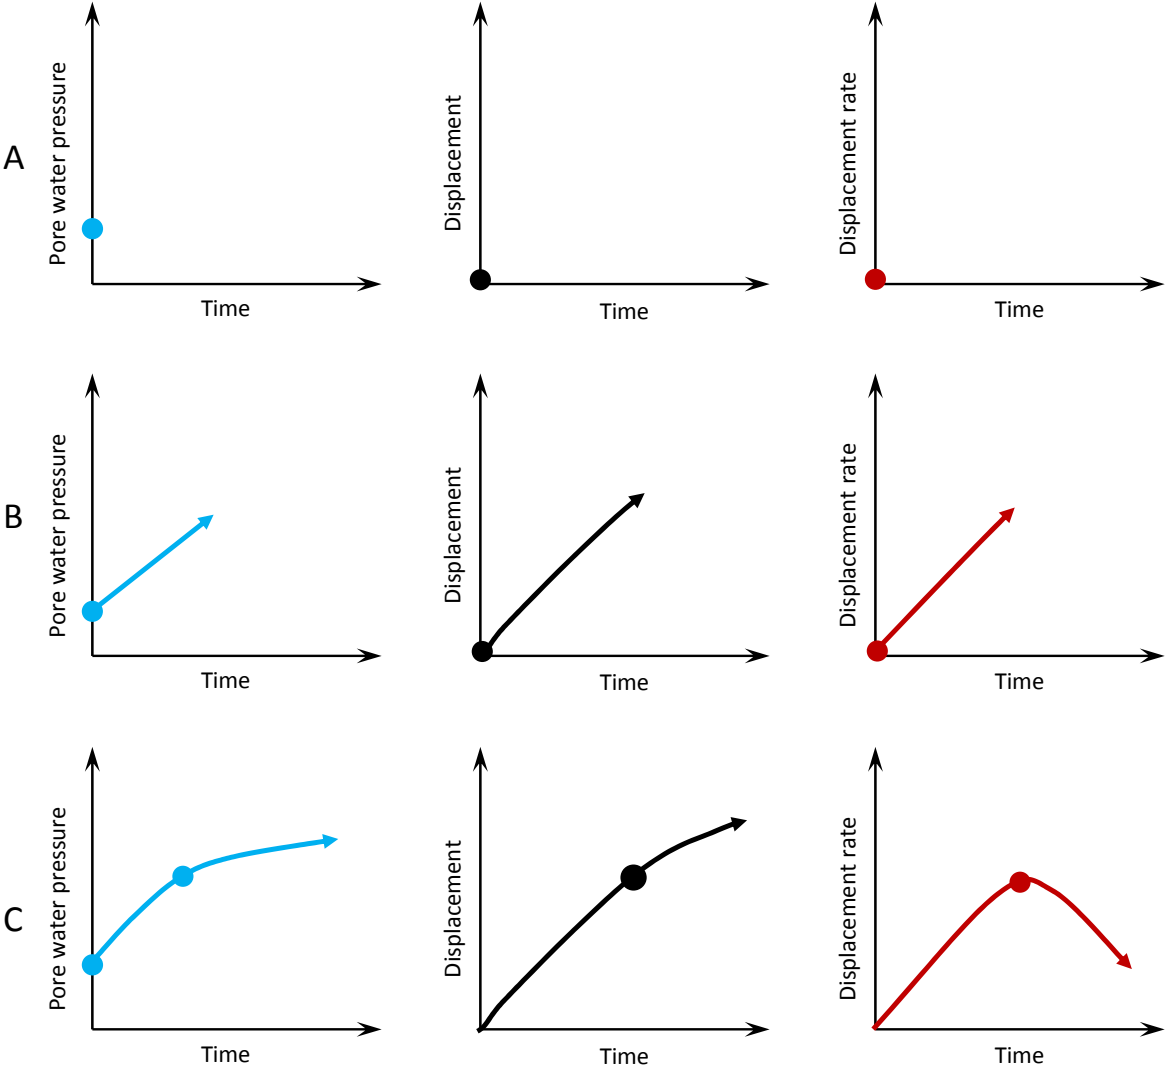 A
Pore water pressure
Time
Displacement
Time
Displacement rate
Time
B
Pore water pressure
Time
Displacement
Time
Displacement rate
Time
C
Pore water pressure
Time
Displacement
Time
Displacement rate
Time